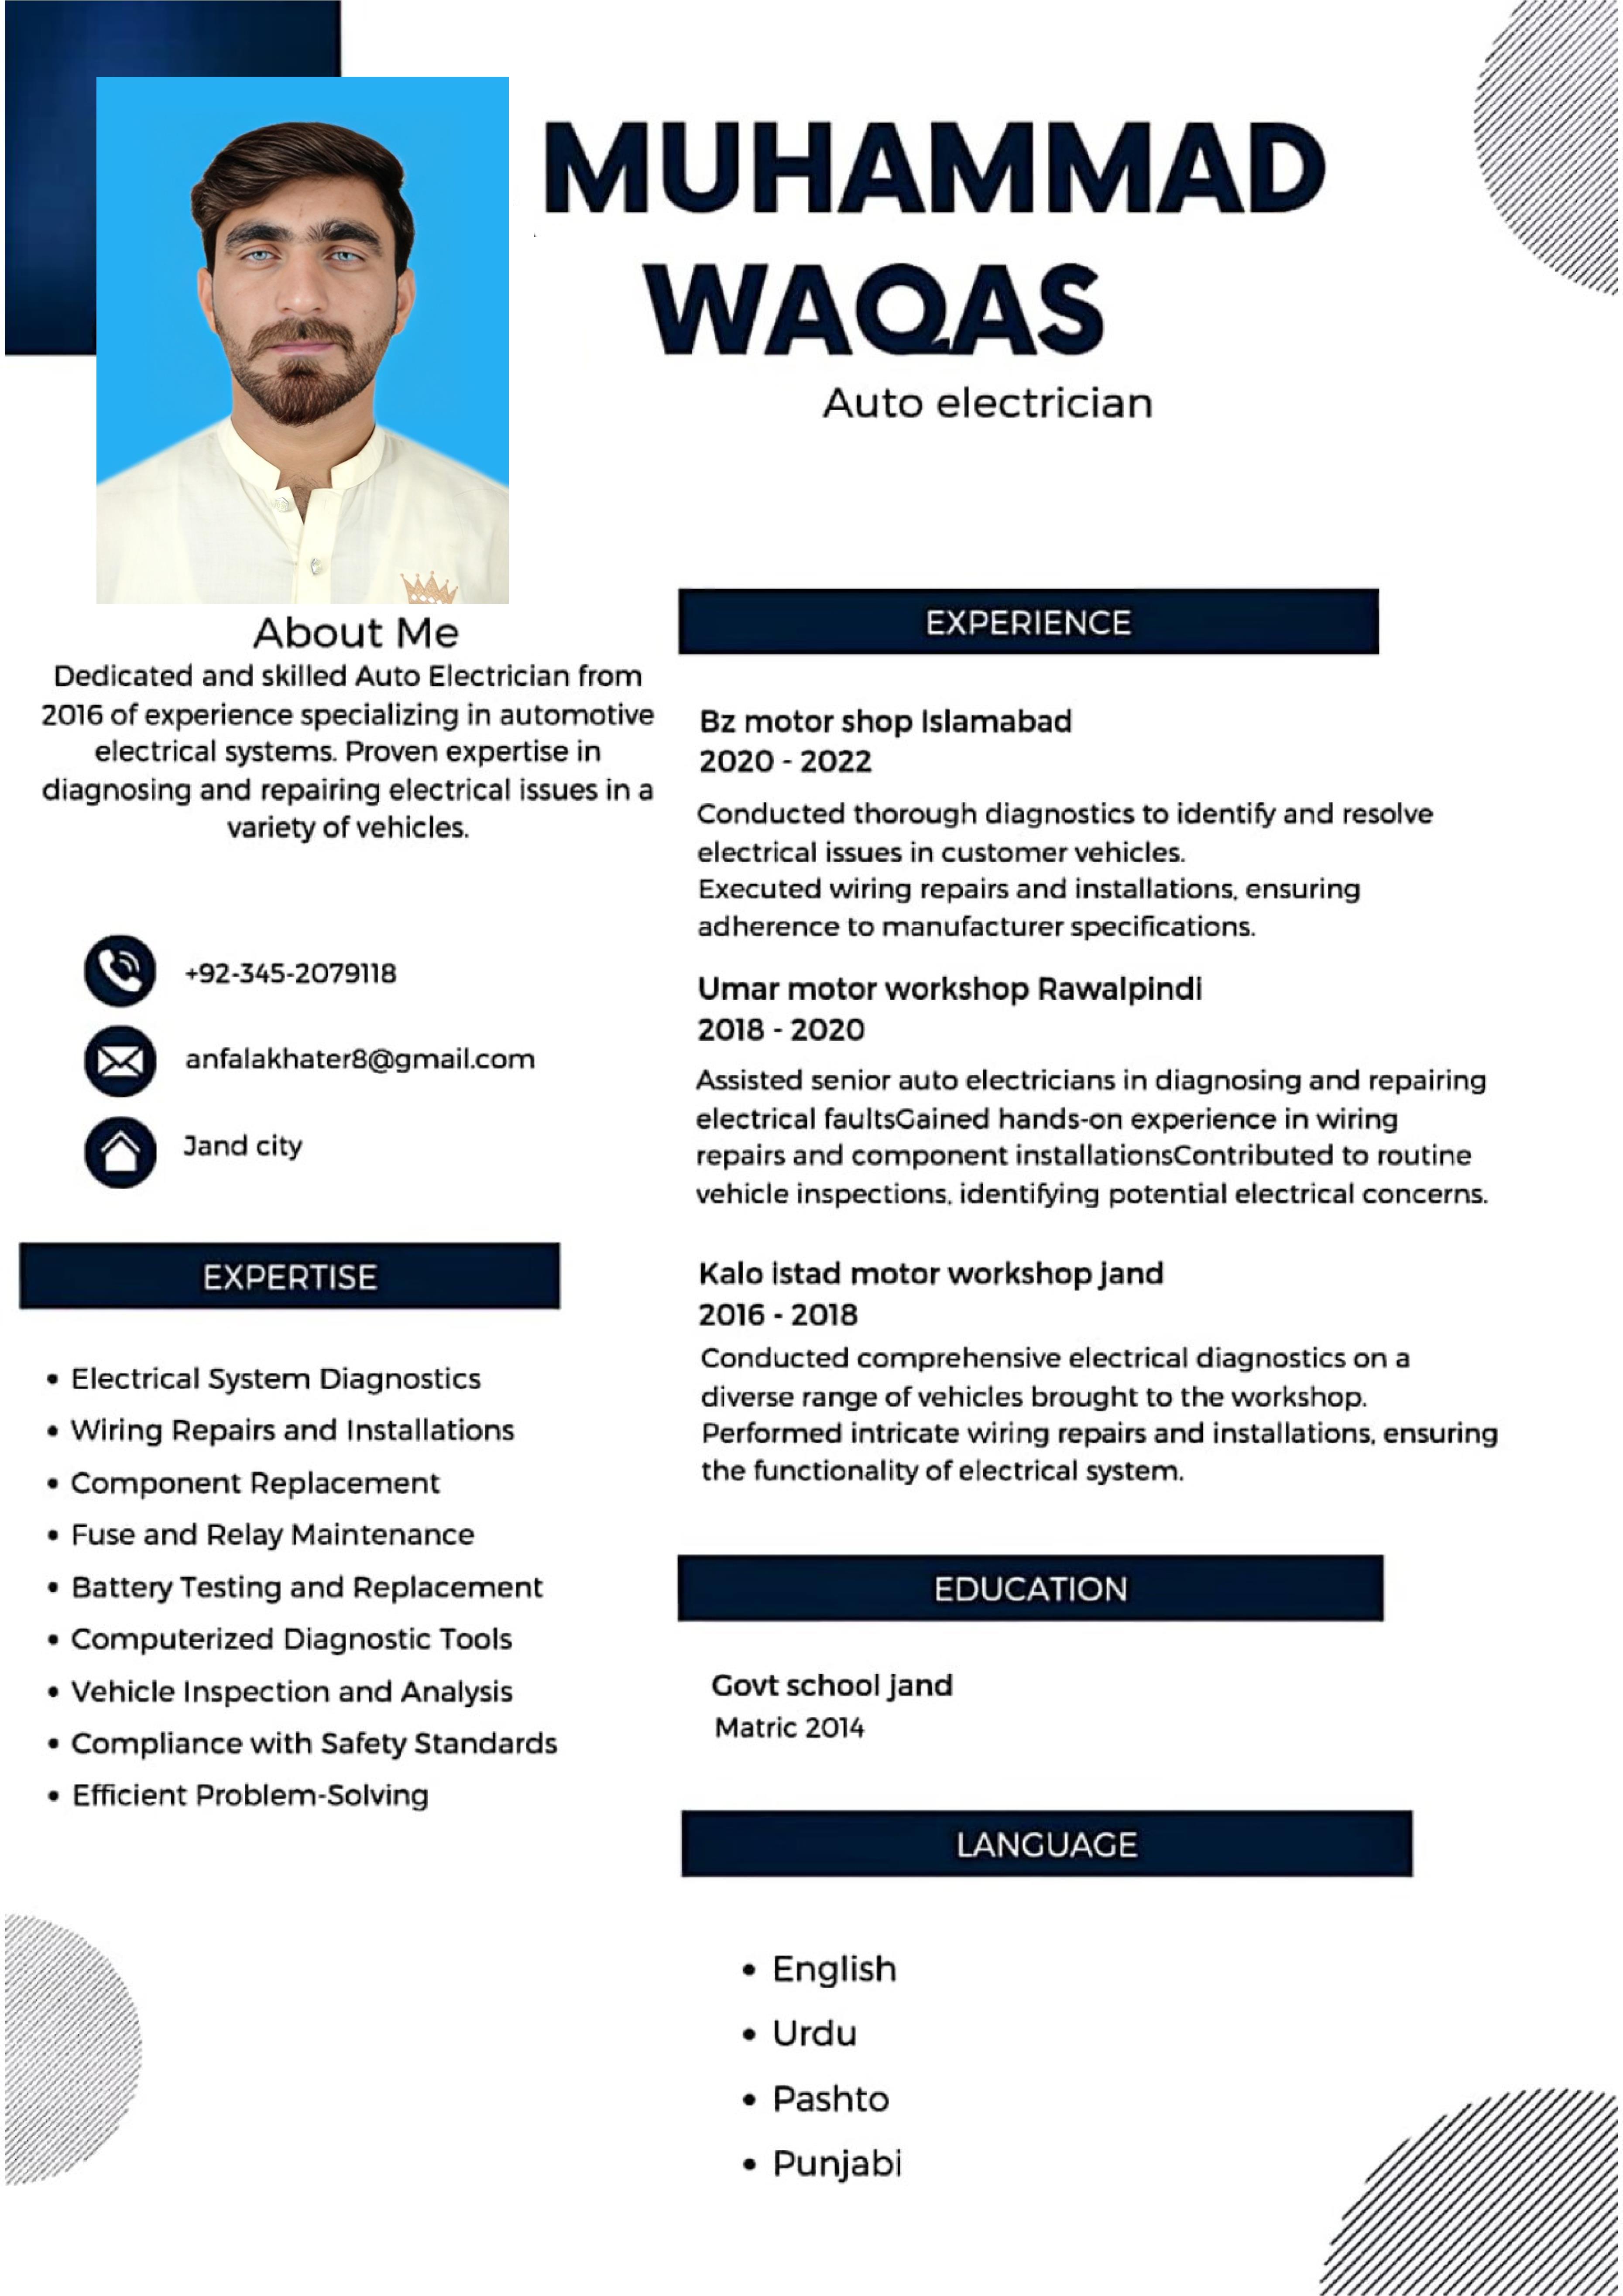 MUHAMMAD
WAQAS
Auto electrician
About Me
Dedicated and skilled Auto Electrician from
2016 of experience specializing in automotive
electrical systems. Proven expertise in
diagnosing and repairing electrical issues in a
variety of vehicles.
+92-345-2079118
anfalakhater8@gmail.com
Jand city
EXPERTISE
• Electrical System Diagnostics
• Wiring Repairs and Installations
• Component Replacement
• Fuse and Relay Maintenance
• Battery Testing and Replacement
• Computerized Diagnostic Tools
• Vehicle Inspection and Analysis
• Compliance with Safety Standards
• Efficient Problem-Solving
EXPERIENCE
Bz motor shop Islamabad
2020 - 2022
Conducted thorough diagnostics to identify and resolve
electrical issues in customer vehicles.
Executed wiring repairs and installations, ensuring
adherence to manufacturer specifications.
Umar motor workshop Rawalpindi
2018 - 2020
Assisted senior auto electricians in diagnosing and repairing
electrical faultsGained hands-on experience in wiring
repairs and component installationsContributed to routine
vehicle inspections, identifying potential electrical concerns.
Kalo istad motor workshop jand
2016 - 2018
Conducted comprehensive electrical diagnostics on a
diverse range of vehicles brought to the workshop.
Performed intricate wiring repairs and installations, ensuring
the functionality of electrical system.
EDUCATION
Govt school jand
Matric 2014
LANGUAGE
• English
• Urdu
• Pashto
• Punjabi